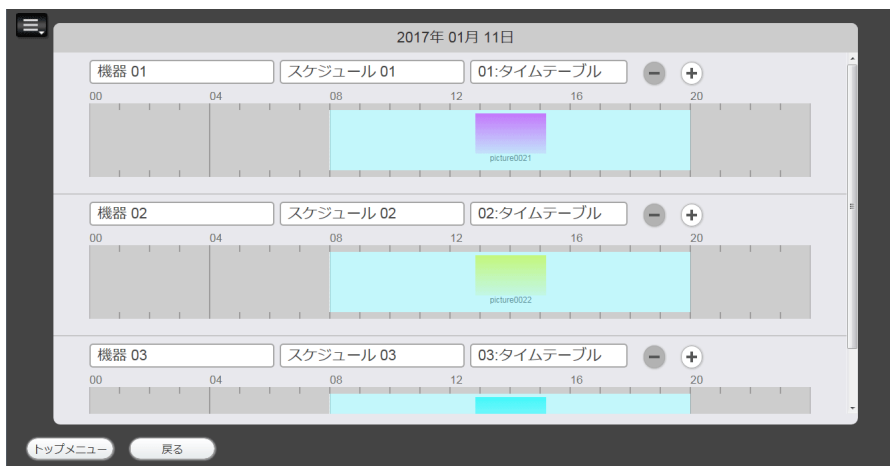 2017年 01月 11日
機器 01 スケジュール 01 01:タイムテーブル
00 04 08 12 16 20
picture0021
機器 02 スケジュール 02 02:タイムテーブル
00 04 08 12 16 20
picture0022
機器 03 スケジュール 03 03:タイムテーブル
00 04 08 12 16 20
トップメニュー 戻る